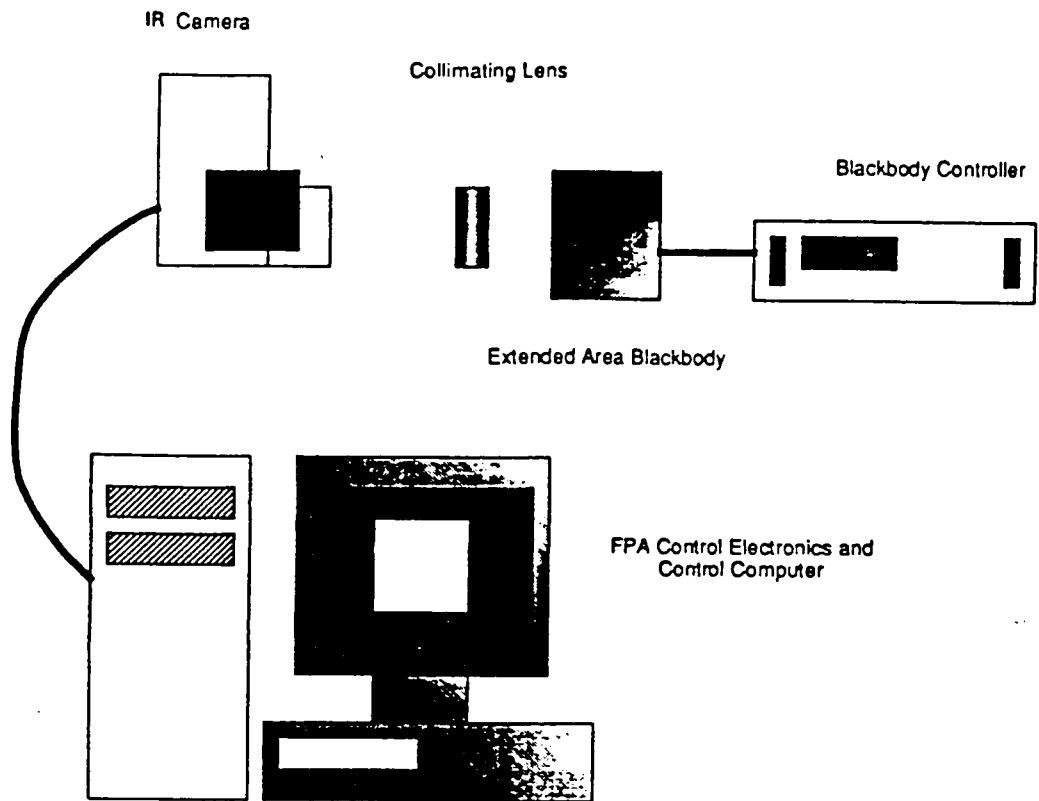 IR Camera
Collimating Lens
Blackbody Controller
Extended Area Blackbody
FPA Control Electronics and
Control Computer